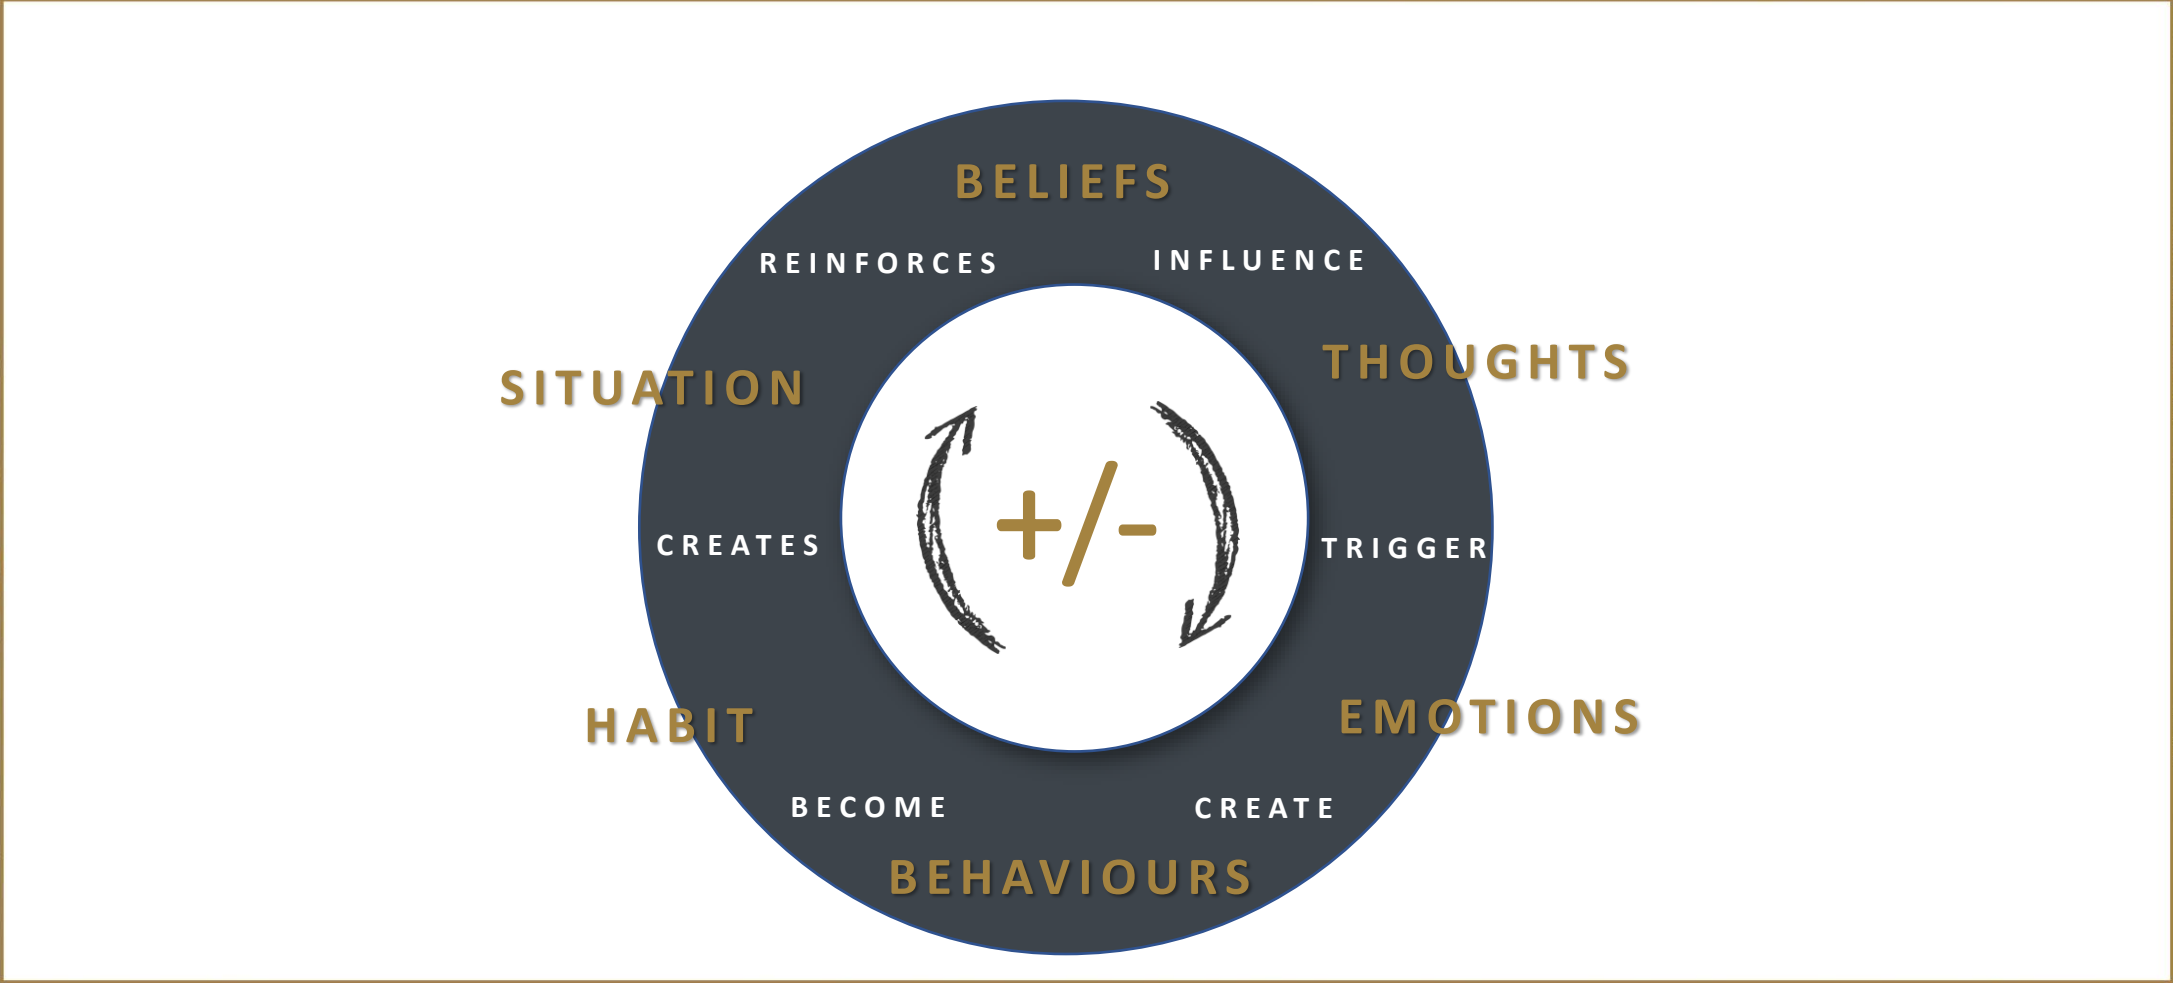 BELIEFS
REINFORCES
INFLUENCE
THOUGHTS
SITUATION
+/-
CREATES
TRIGGER
HABIT
EMOTIONS
BECOME
CREATE
BEHAVIOURS